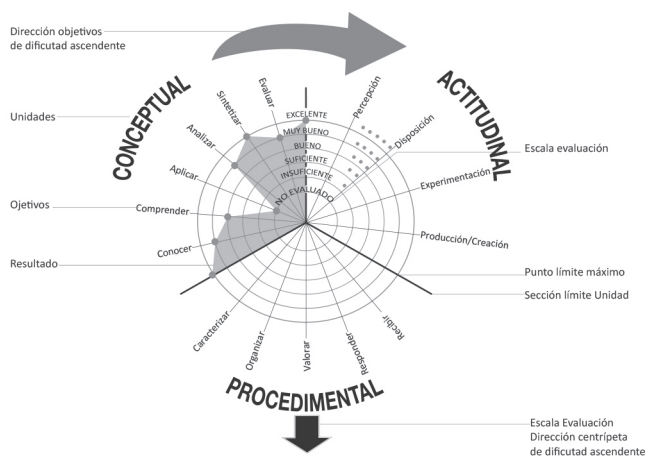 Dirección objetivos
de dificutad ascendente
CONCEPTUAL
ACTITUDINAL
Unidades
Ojetivos
Resultado
Conocer
Comprender
Aplicar
Analizar
Sintetizar
Evaluar
EXCELENTE
MUY BUENO
BUENO
SUFICIENTE
INSUFICIENTE
NO EVALUADO
Percepción
Disposición
Experimentación
Producción/Creación
Escala evaluación
Punto límite máximo
Sección límite Unidad
Caracterizar
Organizar
Valorar
Responder
Recibir
PROCEDIMENTAL
Escala Evaluación
Dirección centrípeta
de dificutad ascendente